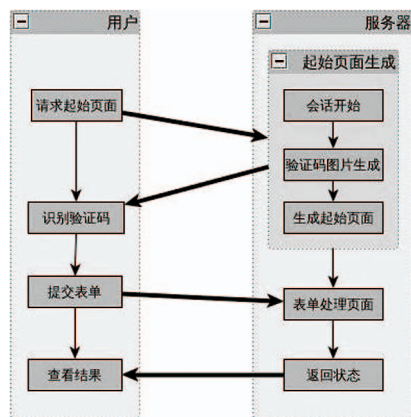 用户
服务器
起始页面生成
请求起始页面
会话开始
验证码图片生成
识别验证码
生成起始页面
提交表单
表单处理页面
查看结果
返回状态